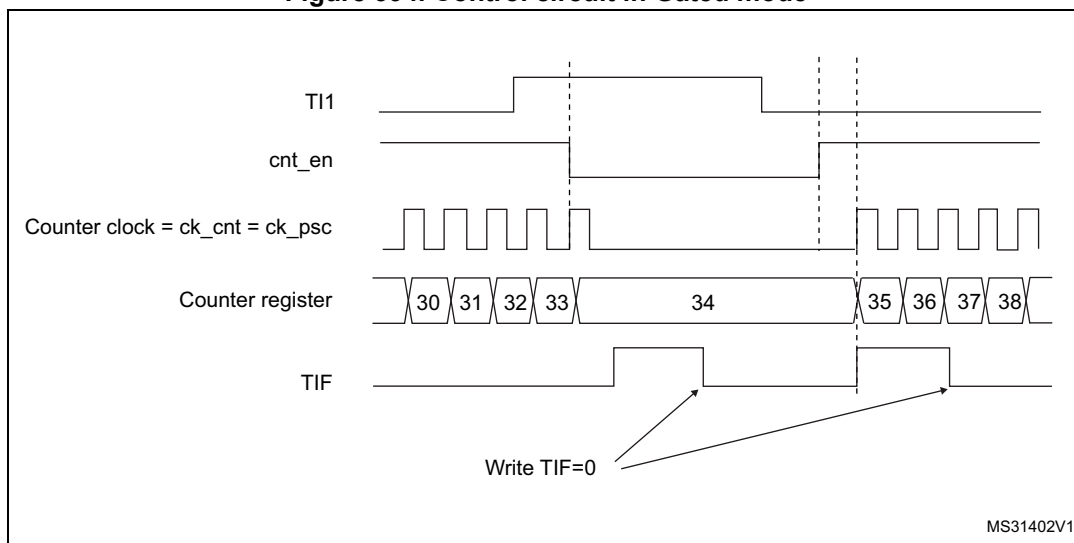 TI1
cnt_en
Counter clock = ck_cnt = ck_psc
Counter register
30 31 32 33 34 35 36 37 38
TIF
Write TIF=0
MS31402V1